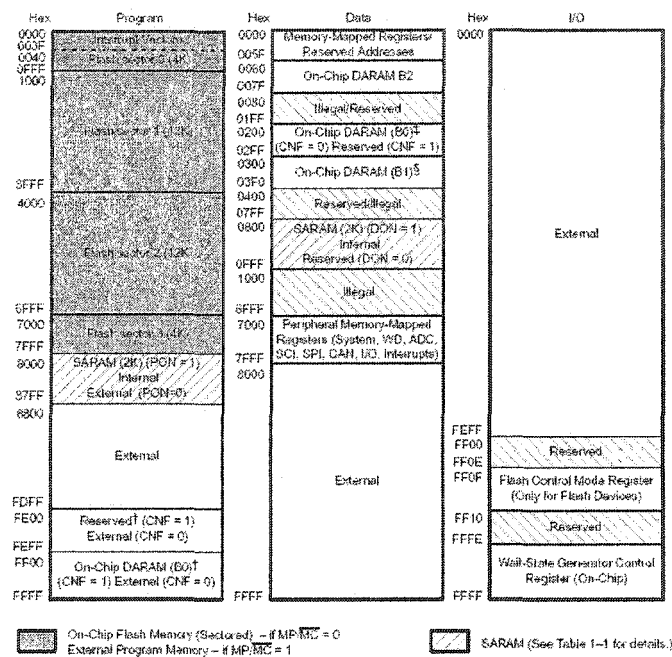 Hex Program
0000
Interrupt Vectors
003F
0040
Flash sector 0 (4K
0FFF
1000
Flash sector 1 (12K
3FFF
4000
Flash sector 2 (12K
6FFF
7000
Flash sector 3 (4K
7FFF
8000
SARAM (2K) (PON = 1)
Internal
External (PON=0)
87FF
8800
External
FDFF
FE00
Reserved† (CNF = 1)
External (CNF = 0)
FEFF
FF00
On-Chip DARAM (B0)†
(CNF = 1) External (CNF = 0)
FFFF
Hex Data
0000
Memory-Mapped Registers/
Reserved Addresses
005F
0060
On-Chip DARAM B2
007F
0080
Illegal/Reserved
01FF
0200
On-Chip DARAM (B0)‡
(CNF = 0) Reserved (CNF = 1)
02FF
0300
On-Chip DARAM (B1)§
03F0
0400
Reserved/Illegal
07FF
0800
SARAM (2K) (DON = 1)
Internal
Reserved (DON = 0)
0FFF
1000
Illegal
6FFF
7000
Peripheral Memory-Mapped
Registers (System, WD, ADC,
SCI, SPI, CAN, I/O, Interrupts)
7FFF
8000
External
FFFF
Hex I/O
0000
External
FEFF
FF00
Reserved
FF0E
FF0F
Flash Control Mode Register
(Only for Flash Devices)
FF10
Reserved
FFFE
Wait-State Generator Control
Register (On-Chip)
FFFF
On-Chip Flash Memory (Sectored) – if MP/MC = 0
External Program Memory – if MP/MC = 1
SARAM (See Table 1–1 for details.)